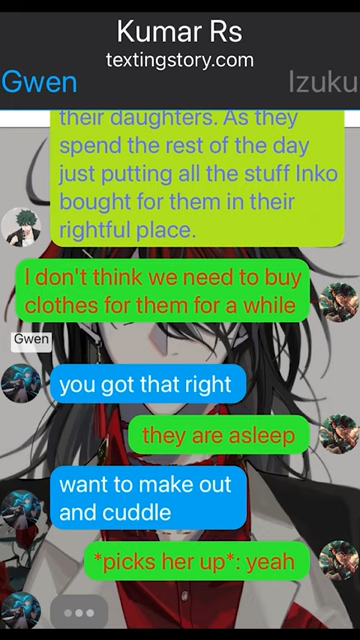 Kumar Rs
textingstory.com
Gwen
Izuku
their daughters. As they
spend the rest of the day
just putting all the stuff Inko
bought for them in their
rightful place.
I don't think we need to buy
clothes for them for a while
Gwen
you got that right
they are asleep
want to make out
and cuddle
*picks her up*: yeah